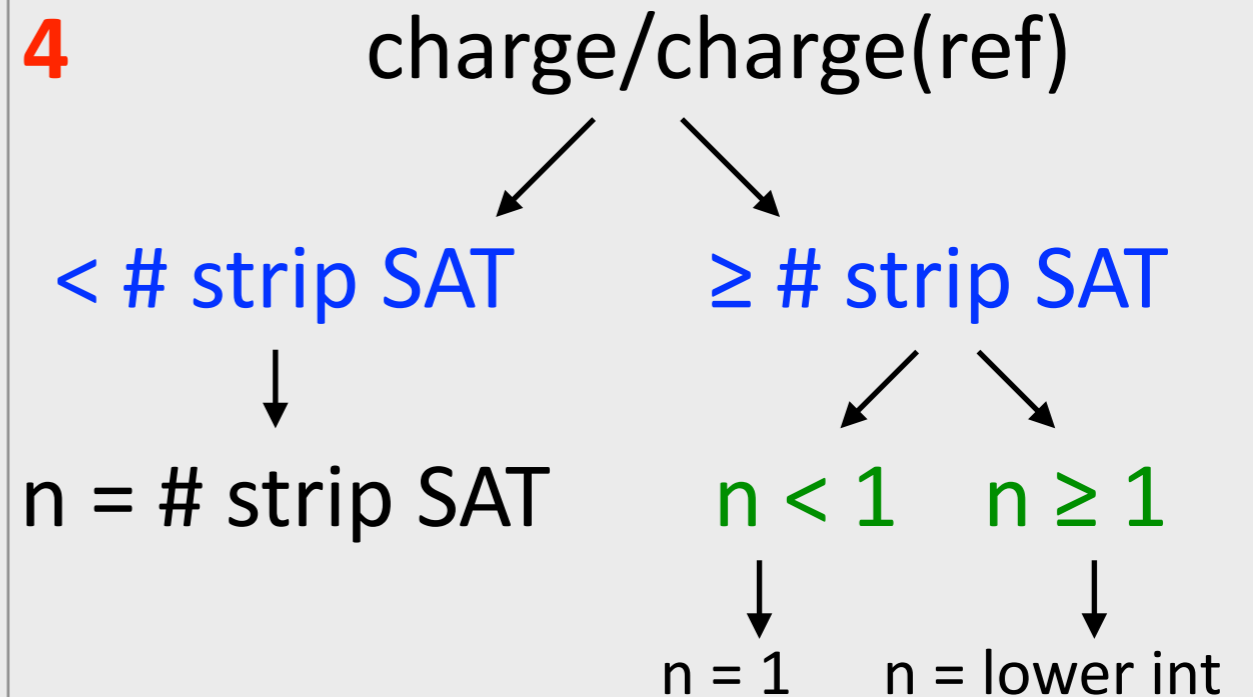 4
charge/charge(ref)
< # strip SAT
≥ # strip SAT
n = # strip SAT
n < 1
n ≥ 1
n = 1
n = lower int